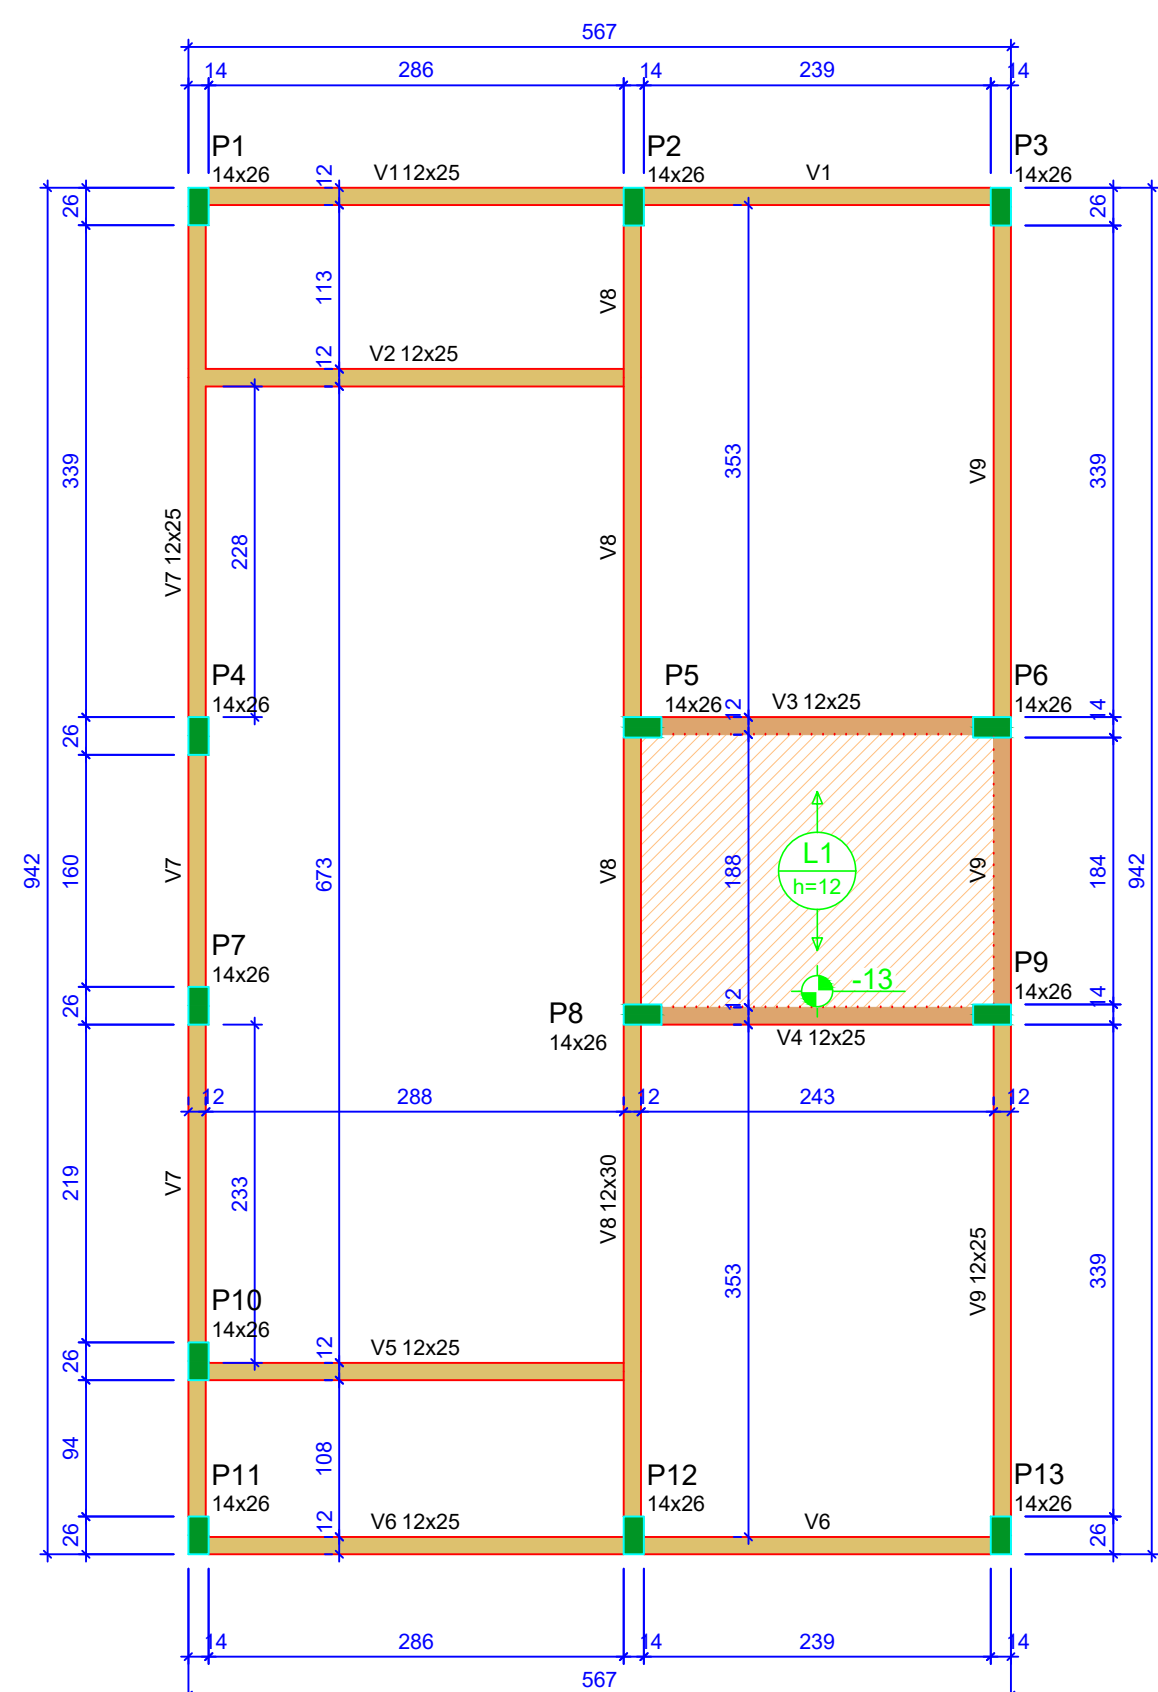 567
14 286 14 239 14
P1 P2 P3
14x26 V1 12x25 12 14x26 V1 14x26
26 26
113 V8
12 V2 12x25
339 228 353 339
V7 12x25 V8 V9
P4 P5 P6
14x26 14x26 12 V3 12x25 14x26 14
26
942 160 V7 673 V8 188 L1 V9 184 942
h=12
P7 P9
14x26 12 -13 14x26 14
26 P8
14x26 V4 12x25
12 288 12 243 12
219 V7 233 V8 12x30 353 V9 12x25 339
P10
14x26
26 12 V5 12x25
94 108
P11 P12 P13
14x26 14x26 14x26
26 12 V6 12x25 V6 26
14 286 14 239 14
567